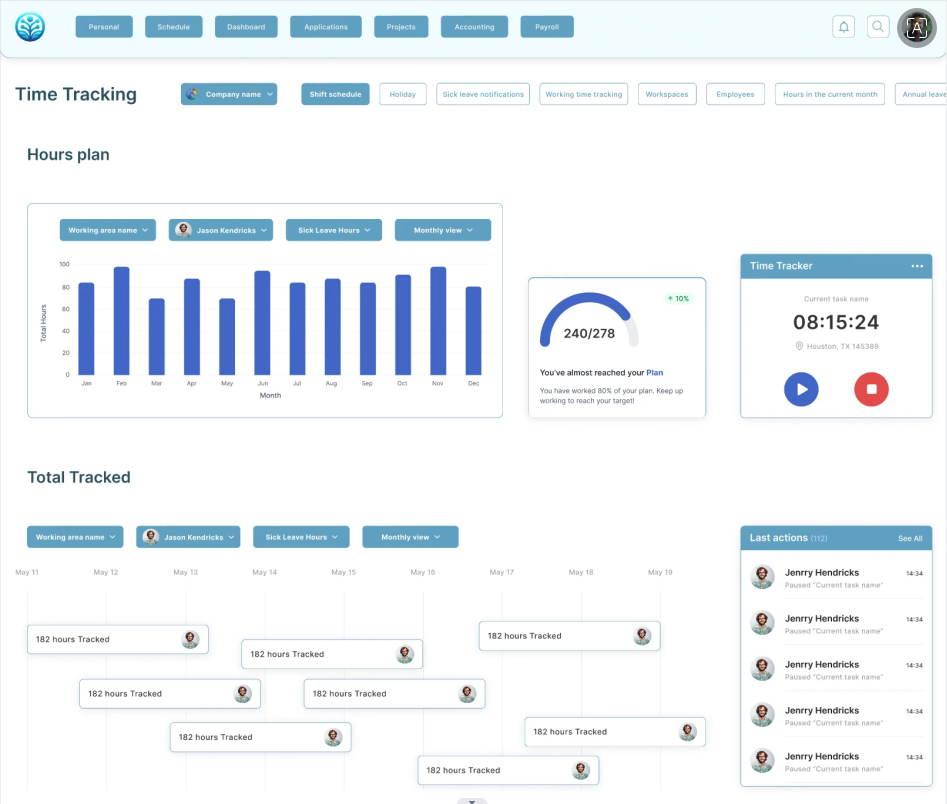 Personal
Schedule
Dashboard
Applications
Projects
Accounting
Payroll
A
Time Tracking
Company name
Shift schedule
Holiday
Sick leave notifications
Working time tracking
Workspaces
Employees
Hours in the current month
Annual leave
Hours plan
Working area name
Jason Kendricks
Sick Leave Hours
Monthly view
100
80
60
40
20
0
Total Hours
Jan
Feb
Mar
Apr
May
Jun
Jul
Aug
Sep
Oct
Nov
Dec
Month
10%
240/278
You've almost reached your Plan
You have worked 80% of your plan. Keep up
working to reach your target!
Time Tracker
Current task name
08:15:24
Houston, TX 145389
Total Tracked
Working area name
Jason Kendricks
Sick Leave Hours
Monthly view
May 11
May 12
May 13
May 14
May 15
May 16
May 17
May 18
May 19
182 hours Tracked
182 hours Tracked
182 hours Tracked
182 hours Tracked
182 hours Tracked
182 hours Tracked
182 hours Tracked
182 hours Tracked
Last actions (112)
See All
Jenrry Hendricks
14:34
Paused "Current task name"
Jenrry Hendricks
14:34
Paused "Current task name"
Jenrry Hendricks
14:34
Paused "Current task name"
Jenrry Hendricks
14:34
Paused "Current task name"
Jenrry Hendricks
14:34
Paused "Current task name"